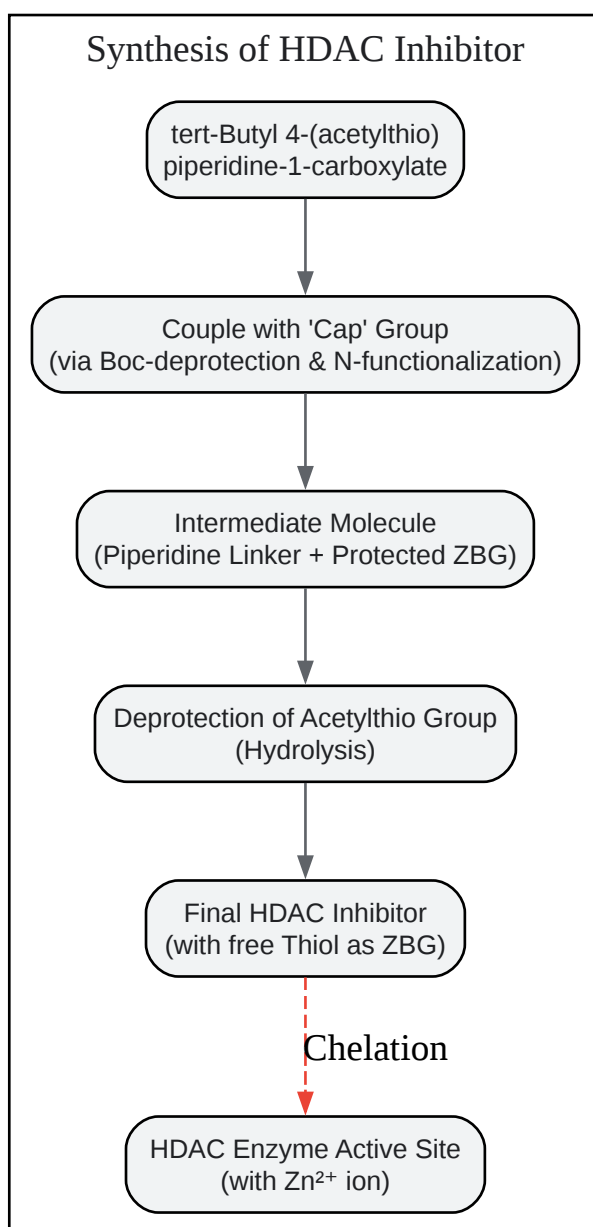 Synthesis of HDAC Inhibitor
tert-Butyl 4-(acetylthio)
piperidine-1-carboxylate
Couple with 'Cap' Group
(via Boc-deprotection & N-functionalization)
Intermediate Molecule
(Piperidine Linker + Protected ZBG)
Deprotection of Acetylthio Group
(Hydrolysis)
Final HDAC Inhibitor
(with free Thiol as ZBG)
Chelation
HDAC Enzyme Active Site
(with Zn²⁺ ion)